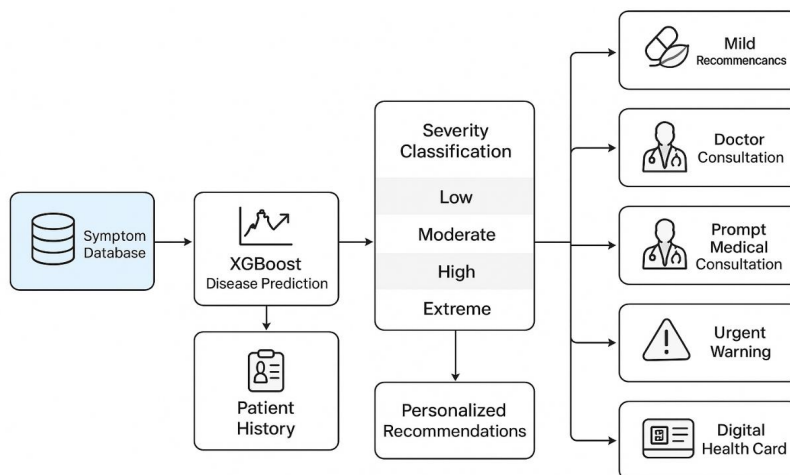 Symptom
Database
XGBoost
Disease Prediction
Patient
History
Severity
Classification
Low
Moderate
High
Extreme
Personalized
Recommendations
Mild
Recommencancs
Doctor
Consultation
Prompt
Medical
Consultation
Urgent
Warning
Digital
Health Card